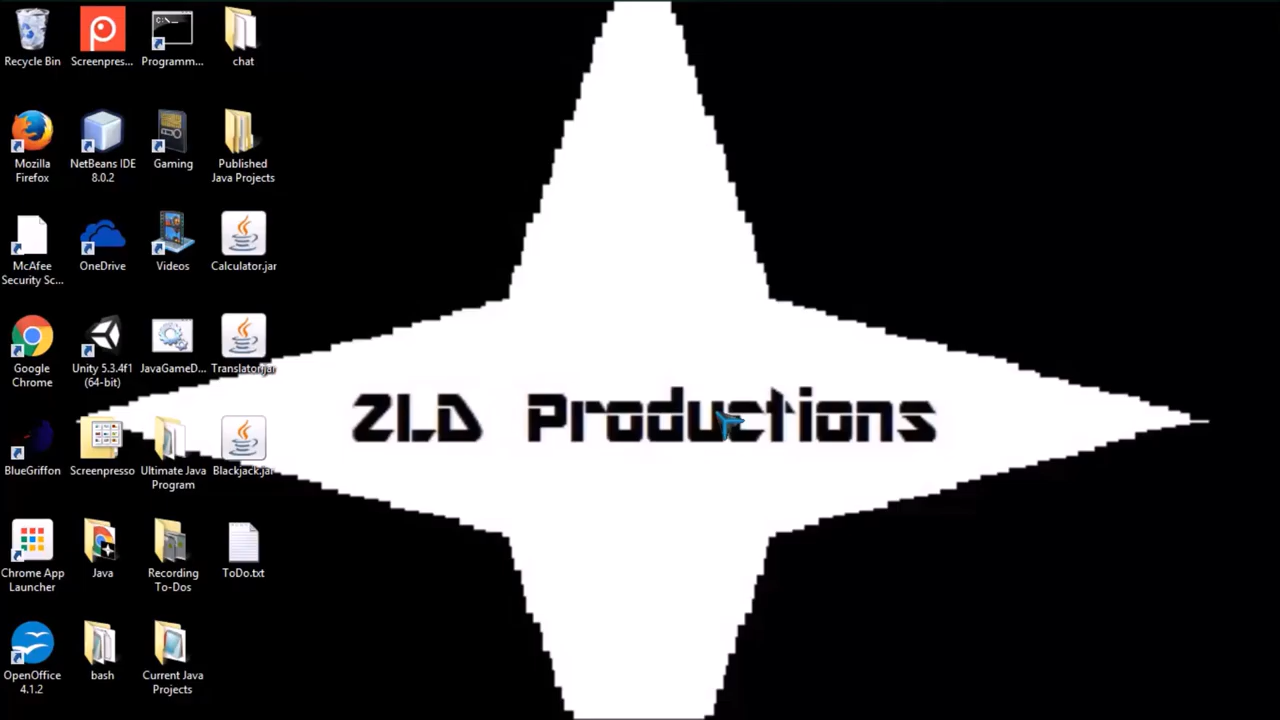 Recycle Bin
Screenpres...
Programm...
chat
Mozilla
Firefox
NetBeans IDE
8.0.2
Gaming
Published
Java Projects
McAfee
Security Sc...
OneDrive
Videos
Calculator.jar
Google
Chrome
Unity 5.3.4f1
(64-bit)
JavaGameD...
Translator.jar
ZLD Productions
BlueGriffon
Screenpresso
Ultimate Java
Program
Blackjack.jar
Chrome App
Launcher
Java
Recording
To-Dos
ToDo.txt
OpenOffice
4.1.2
bash
Current Java
Projects